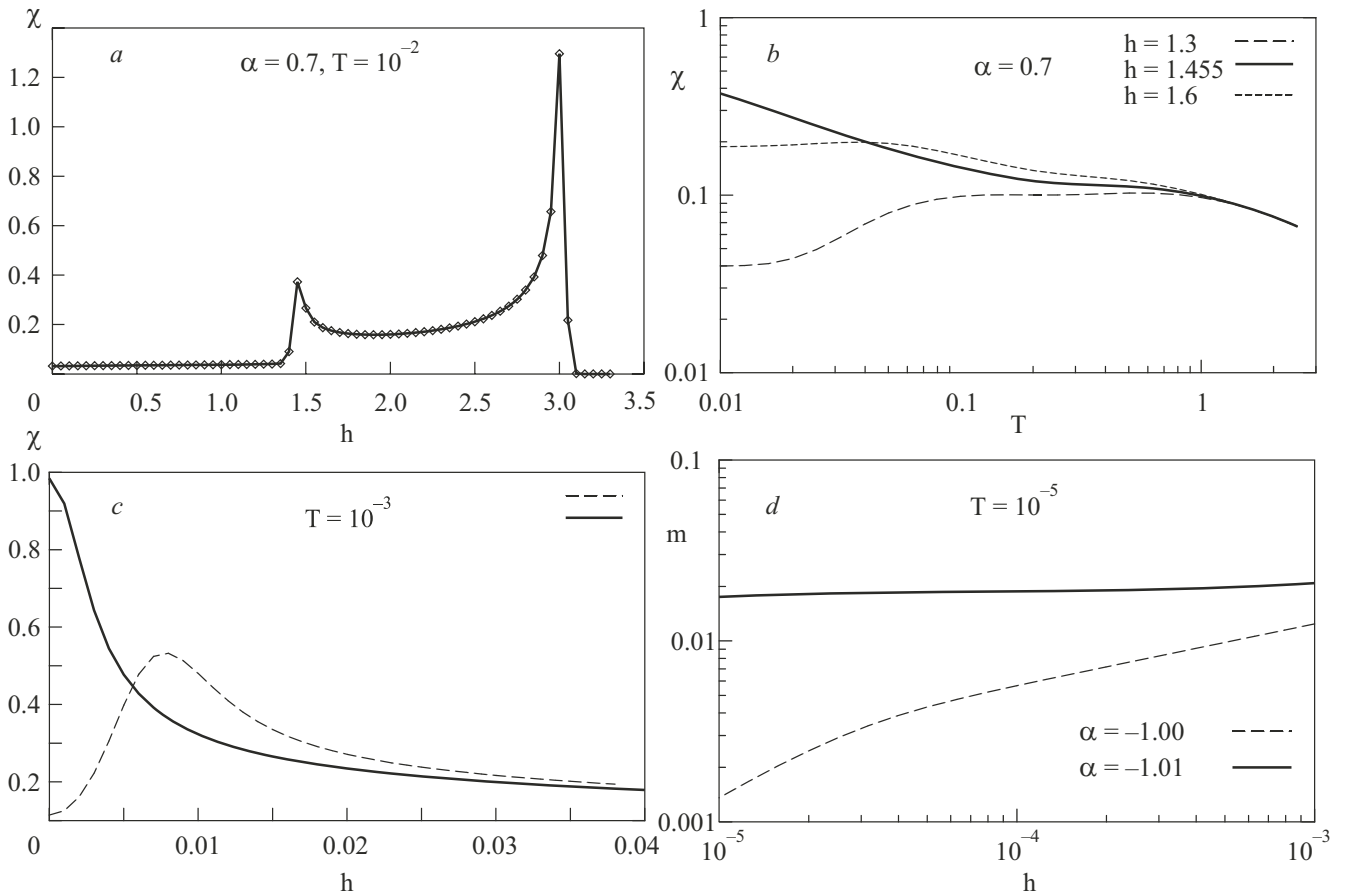 χ
a
α = 0.7, T = 10⁻²
1.2
1.0
0.8
0.6
0.4
0.2
0 0.5 1.0 1.5 2.0 2.5 3.0 3.5
h
1
b
χ
α = 0.7
h = 1.3
h = 1.455
h = 1.6
0.1
0.01
0.01 0.1 1
T
χ
1.0
c
T = 10⁻³
0.8
0.6
0.4
0.2
0 0.01 0.02 0.03 0.04
h
0.1
d
T = 10⁻⁵
m
0.01
α = –1.00
α = –1.01
0.001
10⁻⁵ 10⁻⁴ 10⁻³
h